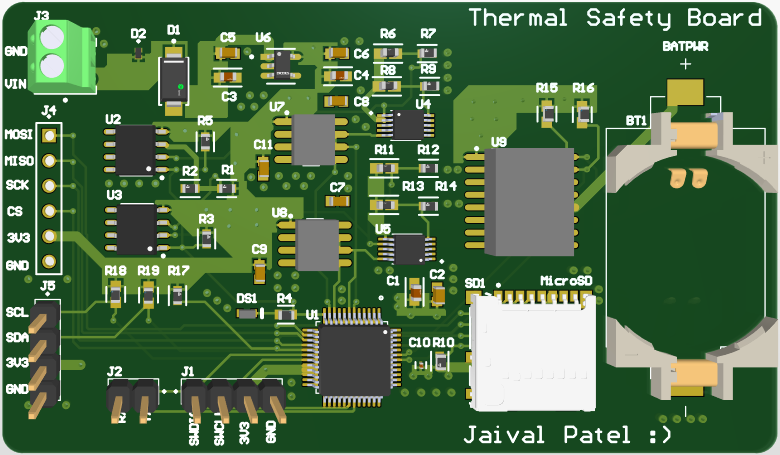 Thermal Safety Board
J3
D2
D1
C5
U6
C6
R6
R7
BATPWR
+
GND
VIN
C3
C4
R8
R9
C8
R15
R16
J4
U2
R5
U7
U4
BT1
MOSI
MISO
SCK
CS
3V3
GND
C11
R11
R12
U9
R2
R1
U3
R3
C7
R13
R14
U8
U5
C9
R18
R19
R17
C1
C2
SD1
MicroSD
J5
SCL
SDA
3V3
GND
DS1
R4
U1
C10
R10
J2
J1
SWCL
3V3
GND
Jaival Patel :)